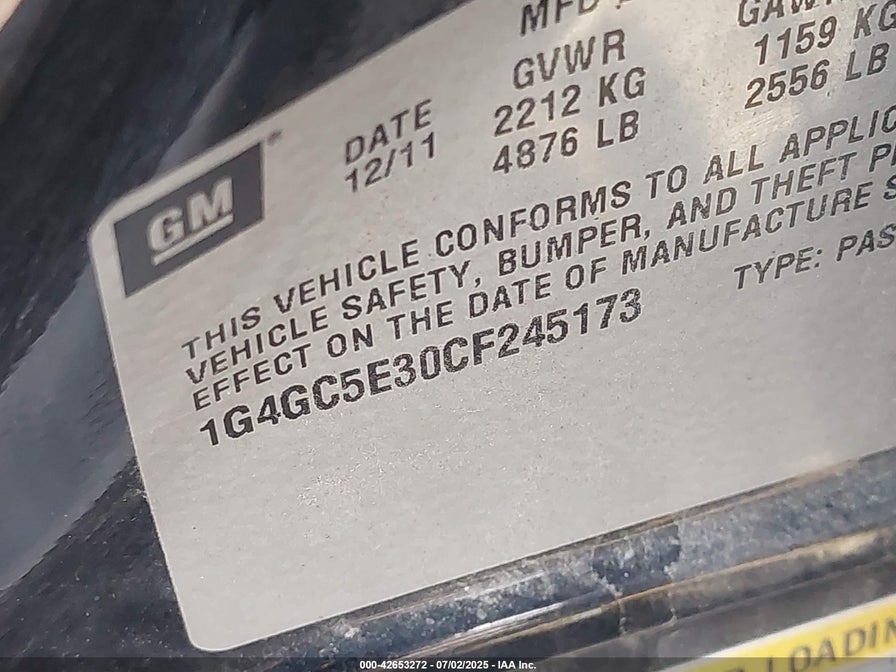 MFD
GVWR
2212 KG
4876 LB
1159 KG
2556 LB
DATE
12/11
GM
THIS VEHICLE CONFORMS TO ALL
VEHICLE SAFETY, BUMPER, AND THEFT
EFFECT ON THE DATE OF MANUFACTURE
1G4GC5E30CF245173
TYPE: PAS
000-42653272 - 07/02/2025 - IAA Inc.